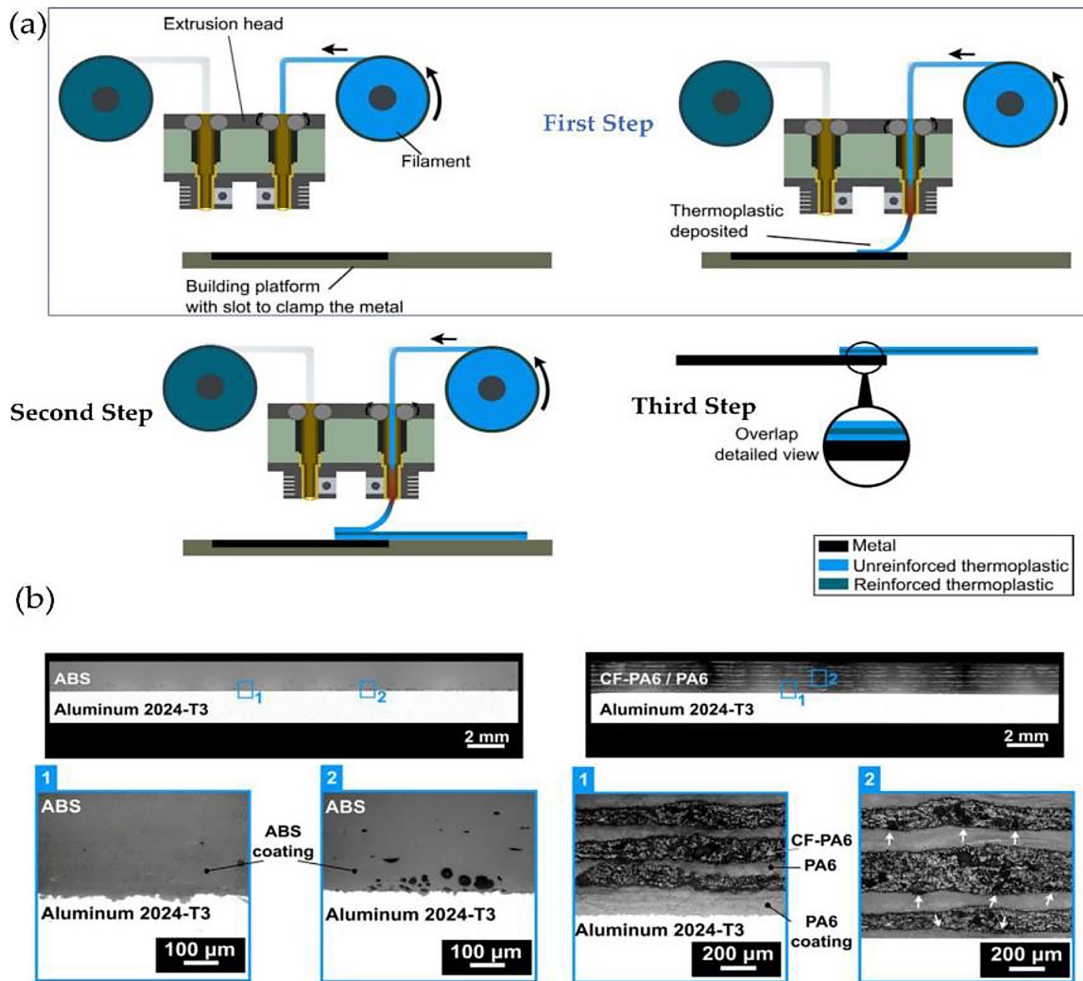 (a)
Extrusion head
Filament
Building platform
with slot to clamp the metal
First Step
Thermoplastic
deposited
Second Step
Third Step
Overlap
detailed view
Metal
Unreinforced thermoplastic
Reinforced thermoplastic
(b)
ABS
1
2
Aluminum 2024-T3
2 mm
CF-PA6 / PA6
2
1
Aluminum 2024-T3
2 mm
1
ABS
Aluminum 2024-T3
100 µm
ABS
coating
2
ABS
Aluminum 2024-T3
100 µm
1
Aluminum 2024-T3
200 µm
CF-PA6
PA6
PA6
coating
2
200 µm